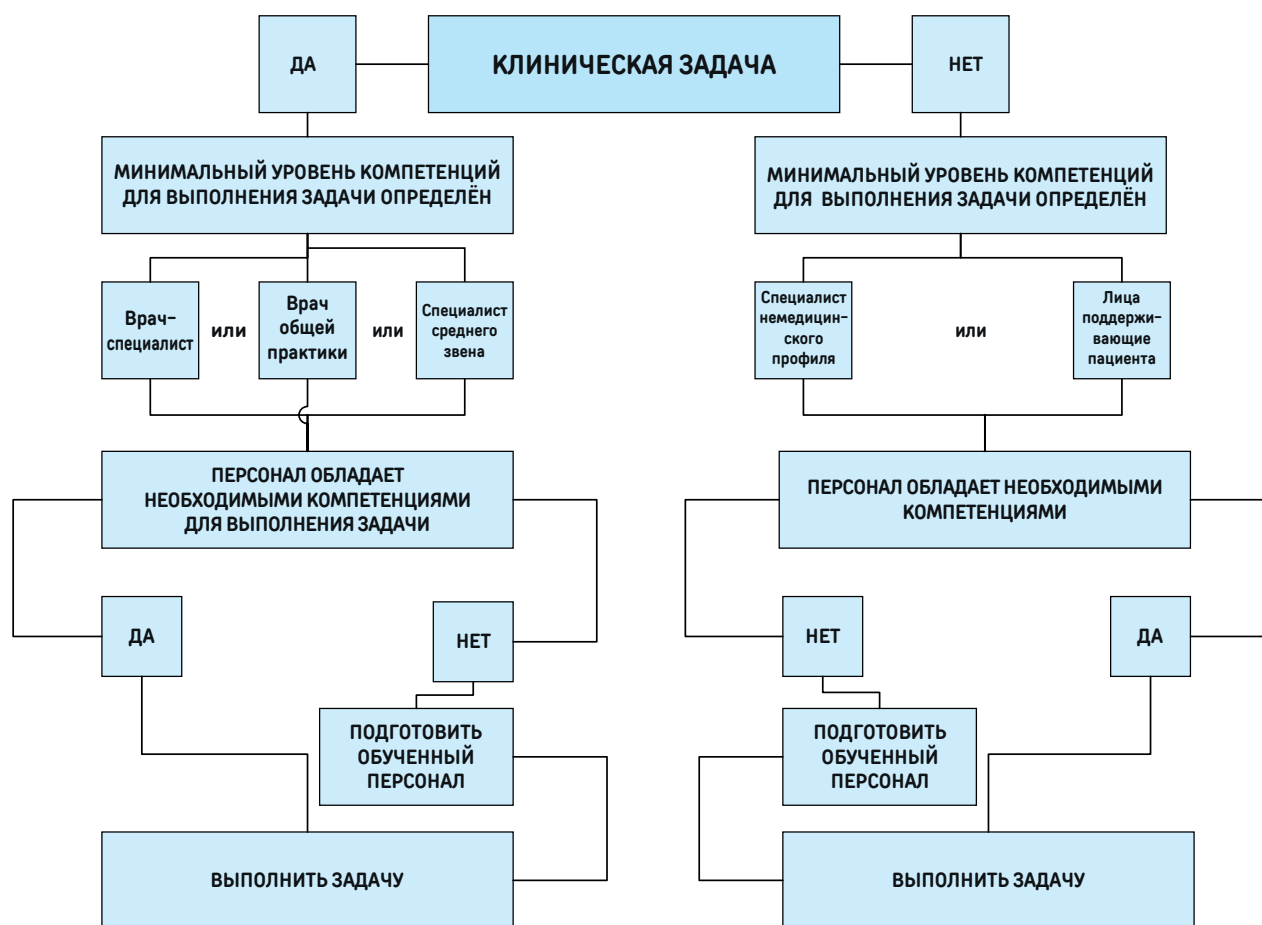 ДА
КЛИНИЧЕСКАЯ ЗАДАЧА
НЕТ
МИНИМАЛЬНЫЙ УРОВЕНЬ КОМПЕТЕНЦИЙ
ДЛЯ ВЫПОЛНЕНИЯ ЗАДАЧИ ОПРЕДЕЛЁН
МИНИМАЛЬНЫЙ УРОВЕНЬ КОМПЕТЕНЦИЙ
ДЛЯ ВЫПОЛНЕНИЯ ЗАДАЧИ ОПРЕДЕЛЁН
Врач-
специалист
или
Врач
общей
практики
или
Специалист
среднего
звена
Специалист
немедицин-
ского
профиля
или
Лица
поддержи-
вающие
пациента
ПЕРСОНАЛ ОБЛАДАЕТ
НЕОБХОДИМЫМИ КОМПЕТЕНЦИЯМИ
ДЛЯ ВЫПОЛНЕНИЯ ЗАДАЧИ
ПЕРСОНАЛ ОБЛАДАЕТ НЕОБХОДИМЫМИ
КОМПЕТЕНЦИЯМИ
ДА
НЕТ
НЕТ
ДА
ПОДГОТОВИТЬ
ОБУЧЕННЫЙ
ПЕРСОНАЛ
ПОДГОТОВИТЬ
ОБУЧЕННЫЙ
ПЕРСОНАЛ
ВЫПОЛНИТЬ ЗАДАЧУ
ВЫПОЛНИТЬ ЗАДАЧУ